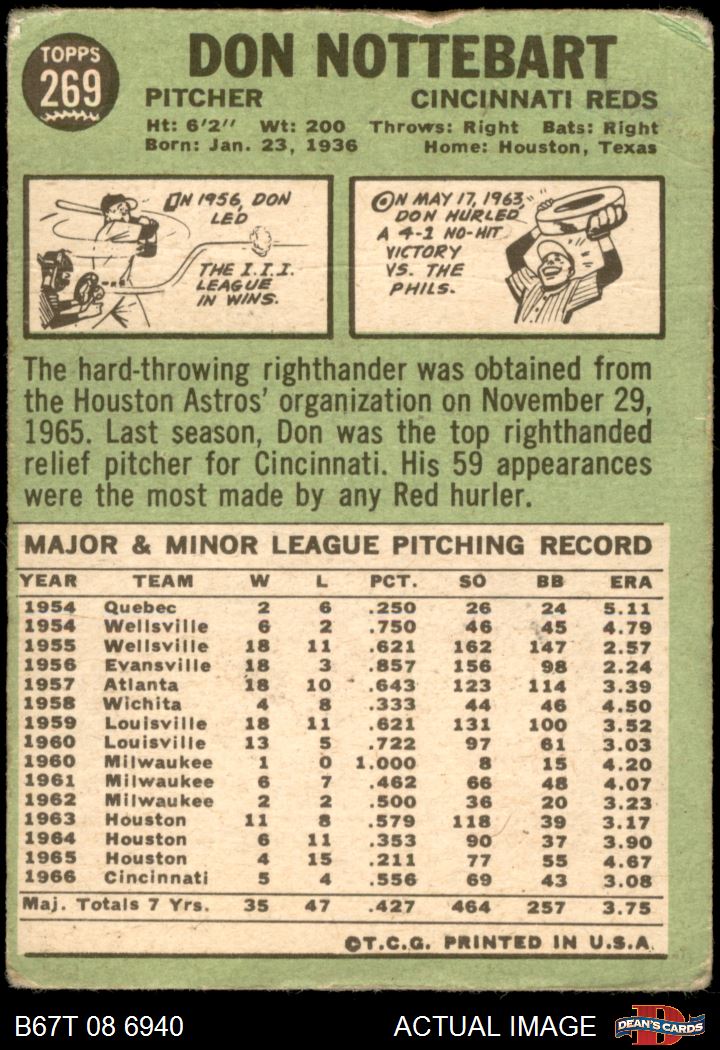 TOPPS
269
DON NOTTEBART
PITCHER CINCINNATI REDS
Ht: 6'2" Wt: 200 Throws: Right Bats: Right
Born: Jan. 23, 1936 Home: Houston, Texas
IN 1956, DON
LED
THE I.I.I.
LEAGUE
IN WINS.
ON MAY 17, 1963,
DON HURLED
A 4-1 NO-HIT
VICTORY
VS. THE
PHILS.
The hard-throwing righthander was obtained from
the Houston Astros' organization on November 29,
1965. Last season, Don was the top righthanded
relief pitcher for Cincinnati. His 59 appearances
were the most made by any Red hurler.
MAJOR & MINOR LEAGUE PITCHING RECORD
YEAR TEAM W L PCT. SO BB ERA
1954 Quebec 2 6 .250 26 24 5.11
1954 Wellsville 6 2 .750 46 45 4.79
1955 Wellsville 18 11 .621 162 147 2.57
1956 Evansville 18 3 .857 156 98 2.24
1957 Atlanta 18 10 .643 123 114 3.39
1958 Wichita 4 8 .333 44 46 4.50
1959 Louisville 18 11 .621 131 100 3.52
1960 Louisville 13 5 .722 97 61 3.03
1960 Milwaukee 1 0 1.000 8 15 4.20
1961 Milwaukee 6 7 .462 66 48 4.07
1962 Milwaukee 2 2 .500 36 20 3.23
1963 Houston 11 8 .579 118 39 3.17
1964 Houston 6 11 .353 90 37 3.90
1965 Houston 4 15 .211 77 55 4.67
1966 Cincinnati 5 4 .556 69 43 3.08
Maj. Totals 7 Yrs. 35 47 .427 464 257 3.75
©T.C.G. PRINTED IN U.S.A.
B67T 08 6940 ACTUAL IMAGE DEAN'S CARDS